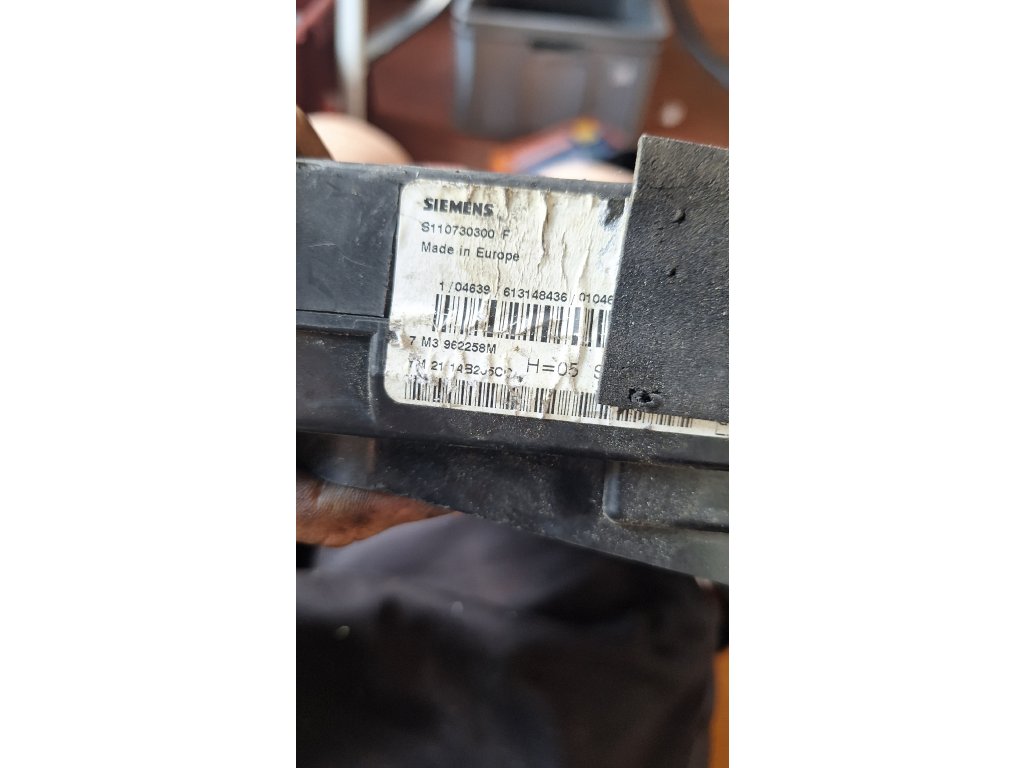 SIEMENS
S110730300 F
Made in Europe
1 / 04639 / 613148436 / 01046
7 M3 962258M
H=05